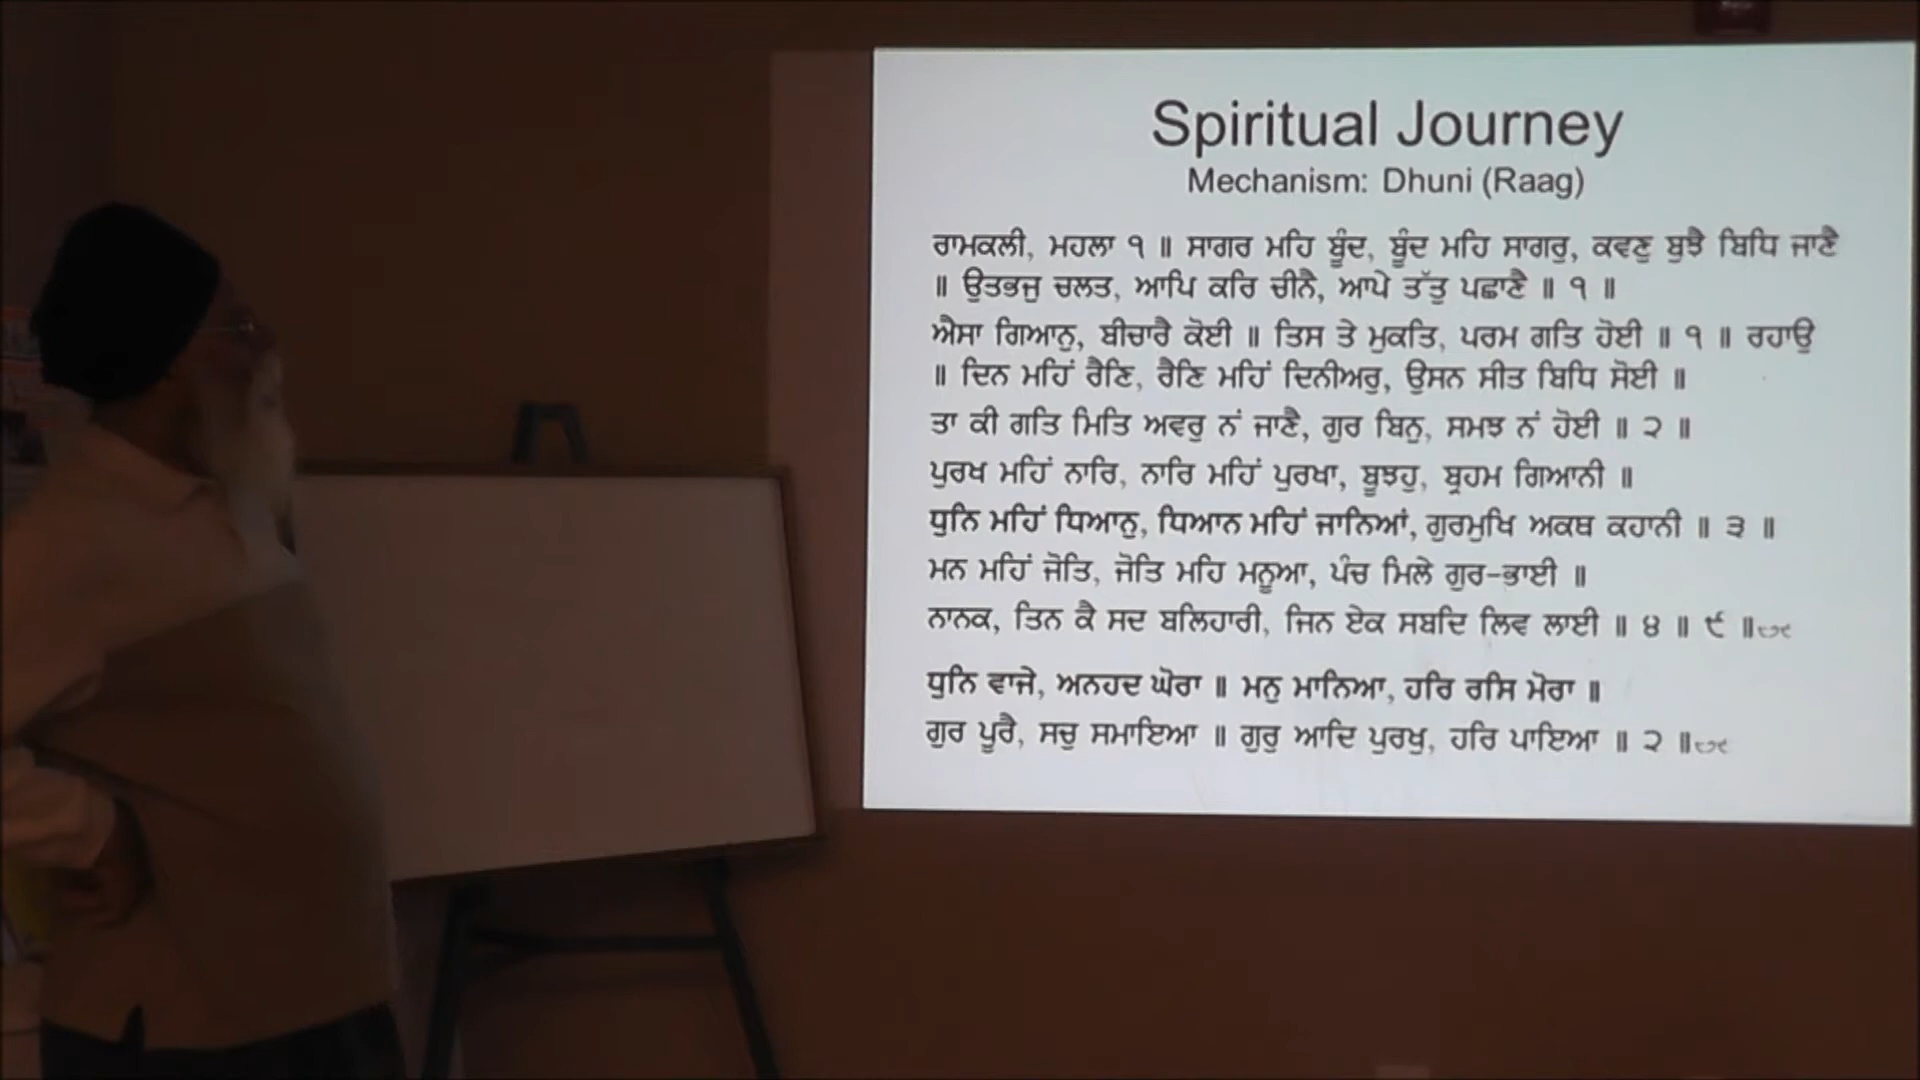 Spiritual Journey
Mechanism: Dhuni (Raag)
ਰਾਮਕਲੀ, ਮਹਲਾ ੧ ॥ ਸਾਗਰ ਮਹਿ ਬੂੰਦ, ਬੂੰਦ ਮਹਿ ਸਾਗਰੁ, ਕਵਣੁ ਬੁਝੈ ਬਿਧਿ ਜਾਣੈ
॥ ਉਤਭਜੁ ਚਲਤ, ਆਪਿ ਕਰਿ ਚੀਨੈ, ਆਪੇ ਤੱਤੁ ਪਛਾਣੈ ॥ ੧ ॥
ਐਸਾ ਗਿਆਨੁ, ਬੀਚਾਰੈ ਕੋਈ ॥ ਤਿਸ ਤੇ ਮੁਕਤਿ, ਪਰਮ ਗਤਿ ਹੋਈ ॥ ੧ ॥ ਰਹਾਉ
॥ ਦਿਨ ਮਹਿਂ ਰੈਣਿ, ਰੈਣਿ ਮਹਿਂ ਦਿਨੀਅਰੁ, ਉਸਨ ਸੀਤ ਬਿਧਿ ਸੋਈ ॥
ਤਾ ਕੀ ਗਤਿ ਮਿਤਿ ਅਵਰੁ ਨਾਂ ਜਾਣੈ, ਗੁਰ ਬਿਨੁ, ਸਮਝ ਨਾਂ ਹੋਈ ॥ ੨ ॥
ਪੁਰਖ ਮਹਿਂ ਨਾਰਿ, ਨਾਰਿ ਮਹਿਂ ਪੁਰਖਾ, ਬੂਝਹੁ, ਬ੍ਰਹਮ ਗਿਆਨੀ ॥
ਧੁਨਿ ਮਹਿਂ ਧਿਆਨੁ, ਧਿਆਨ ਮਹਿਂ ਜਾਨਿਆਂ, ਗੁਰਮੁਖਿ ਅਕਥ ਕਹਾਨੀ ॥ ੩ ॥
ਮਨ ਮਹਿਂ ਜੋਤਿ, ਜੋਤਿ ਮਹਿ ਮਨੂਆ, ਪੰਚ ਮਿਲੇ ਗੁਰ-ਭਾਈ ॥
ਨਾਨਕ, ਤਿਨ ਕੈ ਸਦ ਬਲਿਹਾਰੀ, ਜਿਨ ਏਕ ਸਬਦਿ ਲਿਵ ਲਾਈ ॥ ੪ ॥ ੯ ॥੮੭੯
ਧੁਨਿ ਵਾਜੇ, ਅਨਹਦ ਘੋਰਾ ॥ ਮਨੁ ਮਾਨਿਆ, ਹਰਿ ਰਸਿ ਮੋਰਾ ॥
ਗੁਰ ਪੂਰੈ, ਸਚੁ ਸਮਾਇਆ ॥ ਗੁਰੁ ਆਦਿ ਪੁਰਖੁ, ਹਰਿ ਪਾਇਆ ॥ ੨ ॥੮੭੯